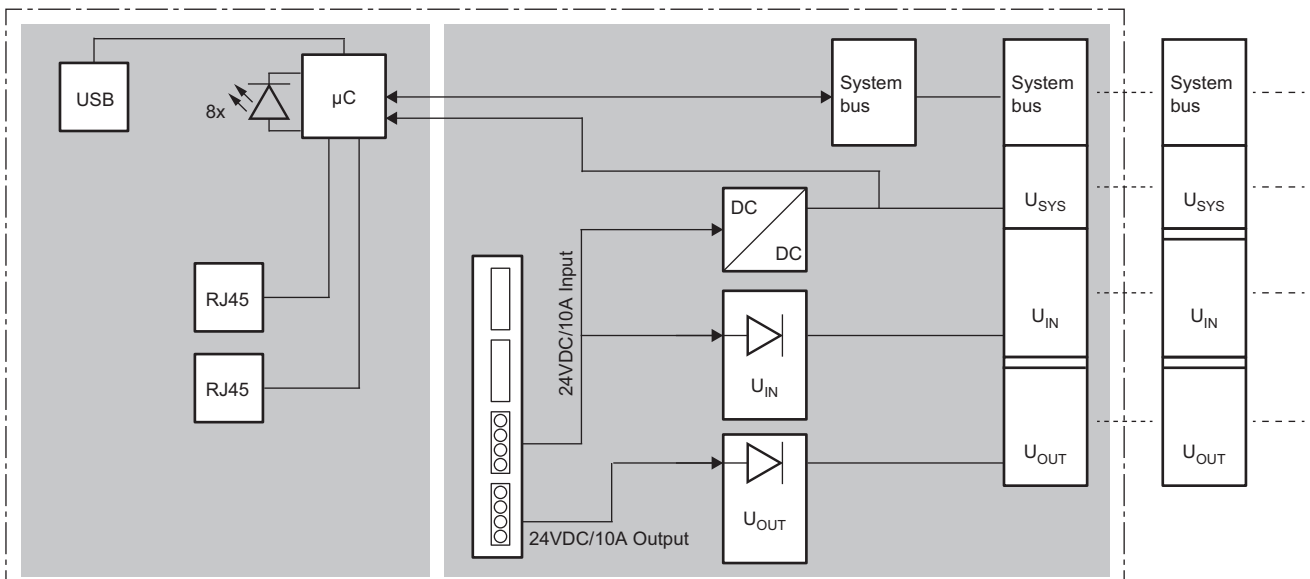 USB
8x
µC
RJ45
RJ45
24VDC/10A Input
24VDC/10A Output
DC
DC
U_IN
U_OUT
System
bus
System
bus
U_SYS
U_IN
U_OUT
System
bus
U_SYS
U_IN
U_OUT